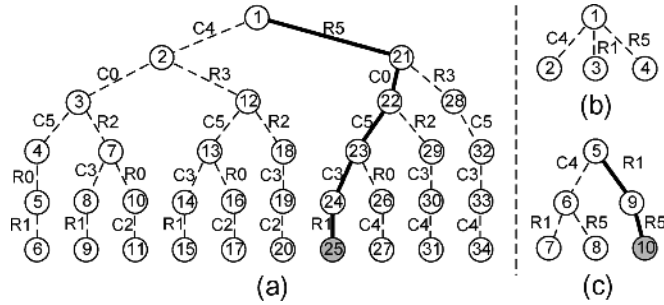 1
C4 R5
2 21
C0 R3 C0 R3
3 12 22 28
C5 R2 C5 R2 C5 R2 C5
4 7 13 18 23 29 32
R0 C3 R0 C3 R0 C3 C3 R0 C3 C3
5 8 10 14 16 19 24 26 30 33
R1 R1 C2 R1 C2 C2 R1 C4 C4 C4
6 9 11 15 17 20 25 27 31 34
(a)
1
C4 R1 R5
2 3 4
(b)
5
C4 R1
6 9
R1 R5 R5
7 8 10
(c)